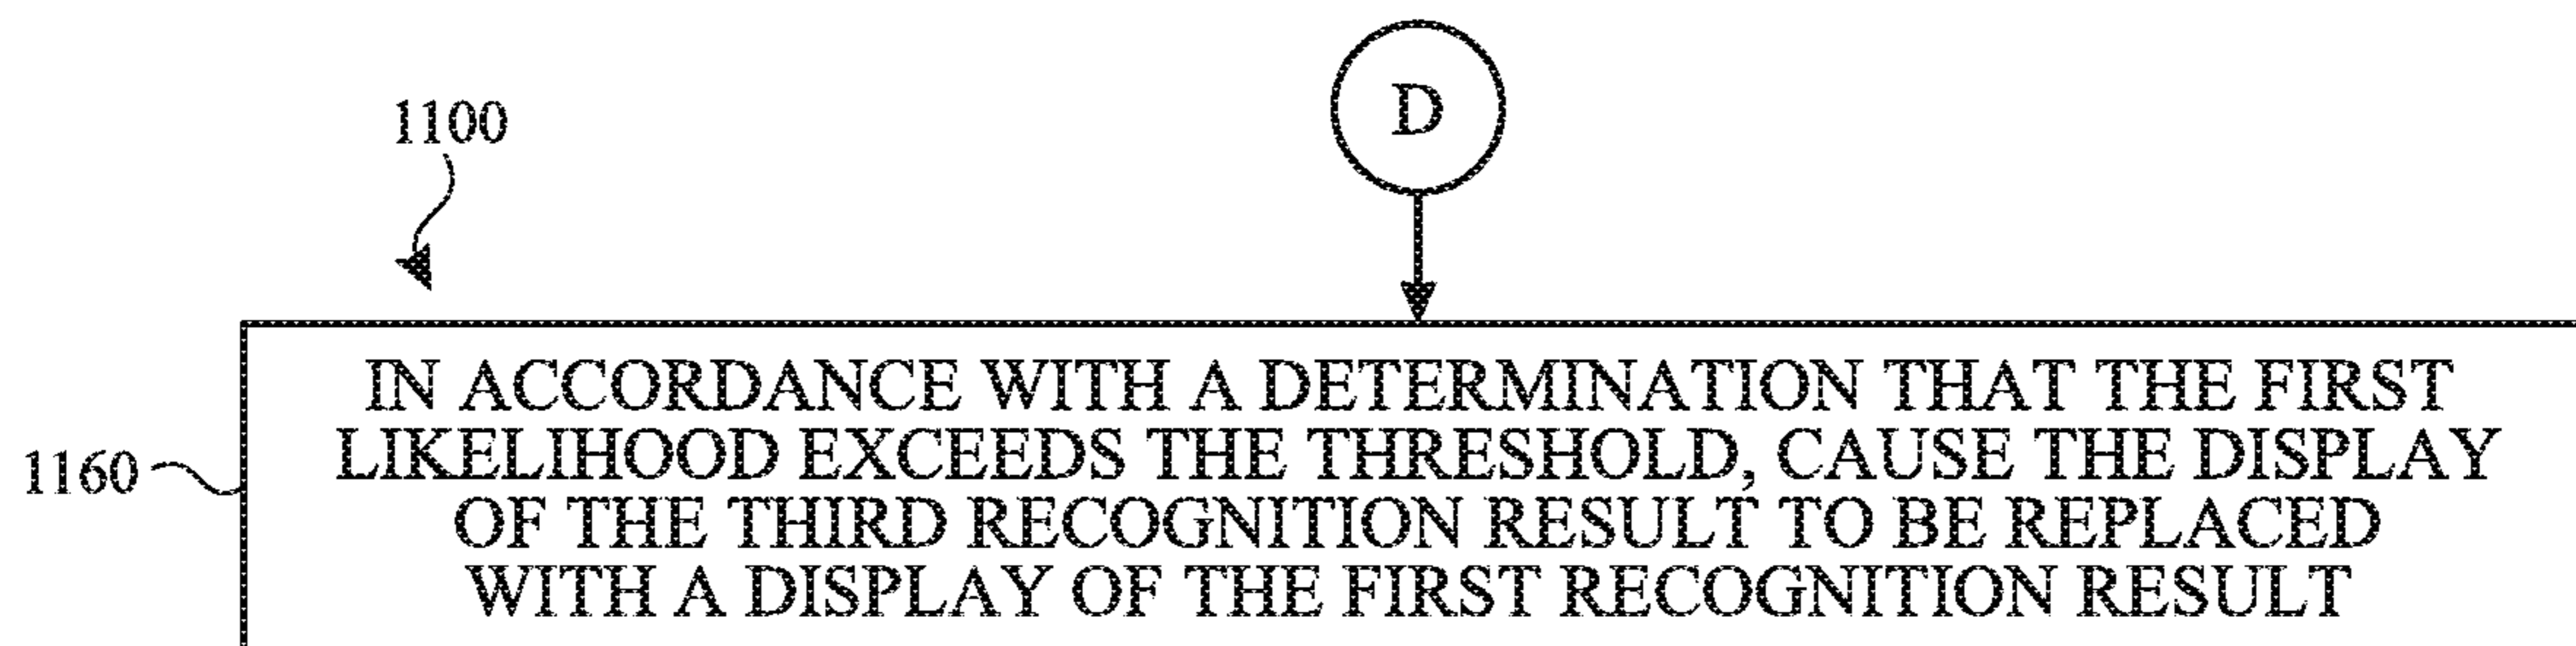 D
1100
IN ACCORDANCE WITH A DETERMINATION THAT THE FIRST
LIKELIHOOD EXCEEDS THE THRESHOLD, CAUSE THE DISPLAY
1160
OF THE THIRD RECOGNITION RESULT TO BE REPLACED
WITH A DISPLAY OF THE FIRST RECOGNITION RESULT